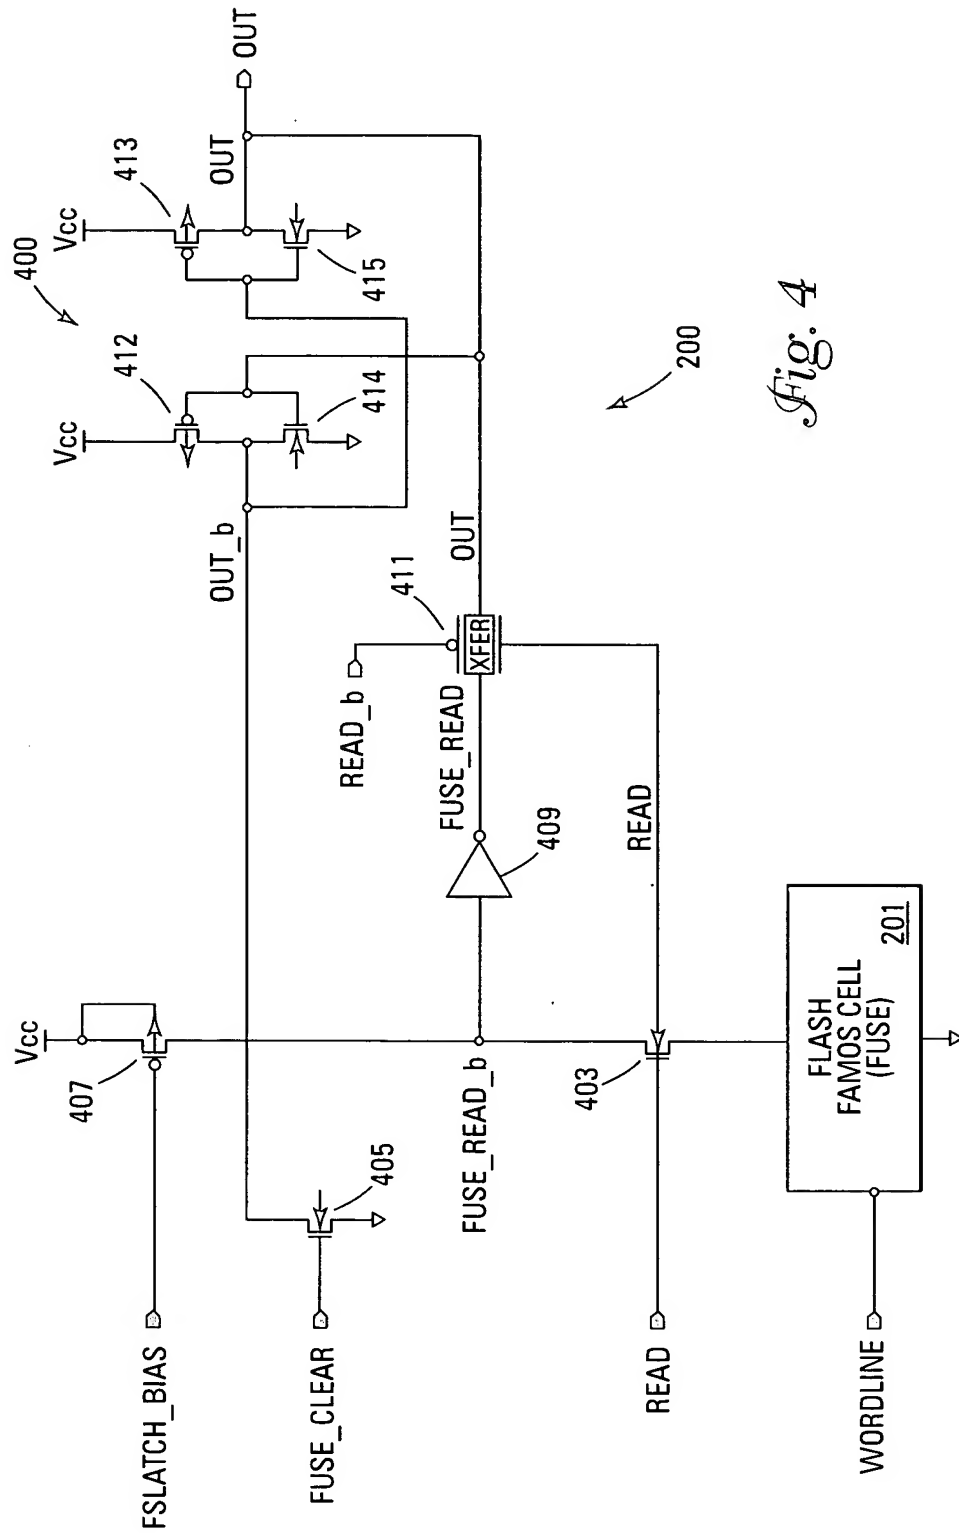 Vcc
Vcc
Vcc
400
412
413
407
OUT_b
OUT
OUT
FSLATCH_BIAS
414
415
READ_b
411
FUSE_CLEAR
405
FUSE_READ_b
FUSE_READ
XFER
OUT
409
200
403
READ
READ
FLASH
FAMOS CELL
(FUSE)
201
WORDLINE
Fig. 4